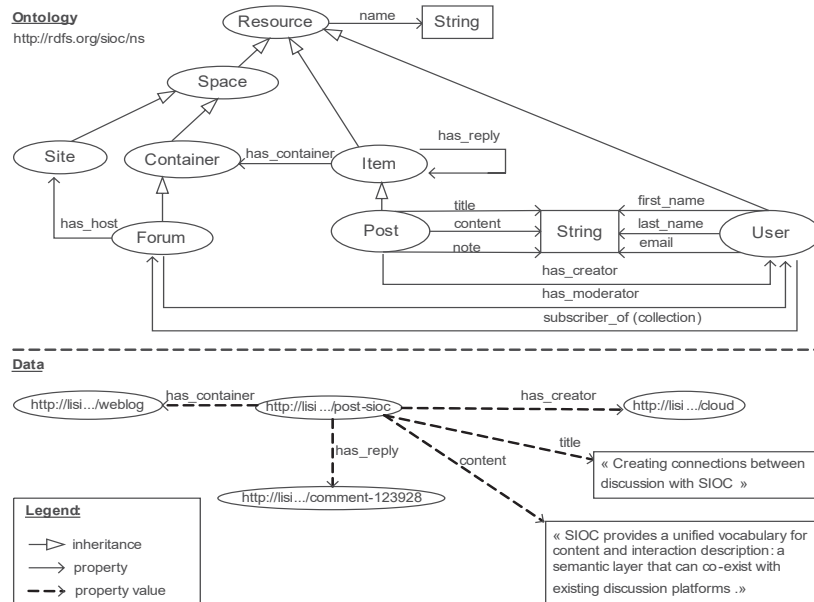 Ontology
http://rdfs.org/sioc/ns
Resource
name
String
Space
Site
Container
has_container
Item
has_reply
has_host
Forum
Post
title
content
note
String
first_name
last_name
email
User
has_creator
has_moderator
subscriber_of (collection)
Data
http://lisi.../weblog
has_container
http://lisi.../post-sioc
has_creator
http://lisi.../cloud
has_reply
content
title
http://lisi.../comment-123928
« Creating connections between
discussion with SIOC »
« SIOC provides a unified vocabulary for
content and interaction description: a
semantic layer that can co-exist with
existing discussion platforms .»
Legend:
inheritance
property
property value